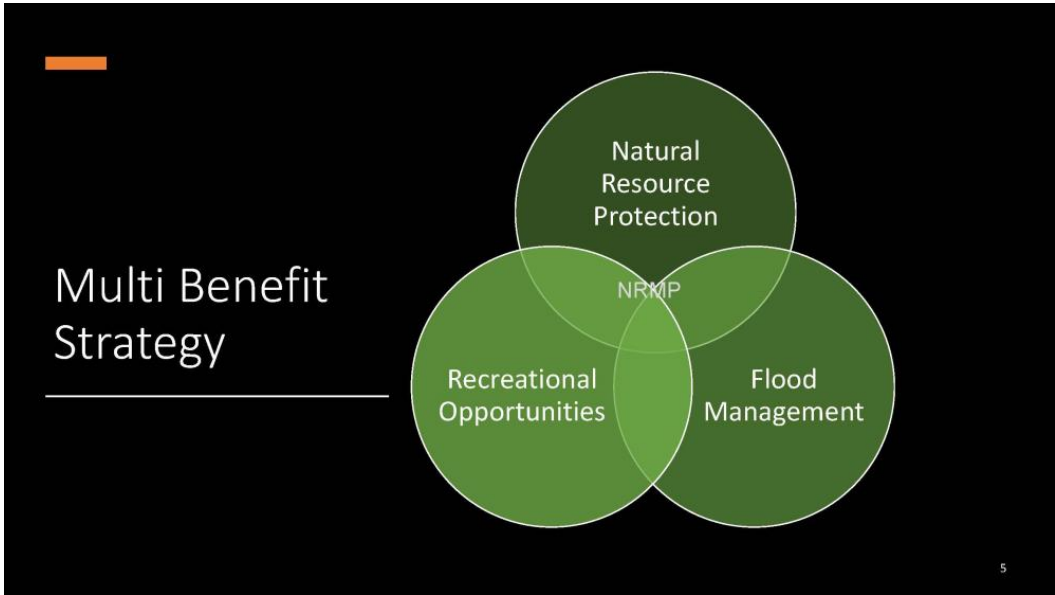 Multi Benefit
Strategy
Natural
Resource
Protection
NRMP
Recreational
Opportunities
Flood
Management
5